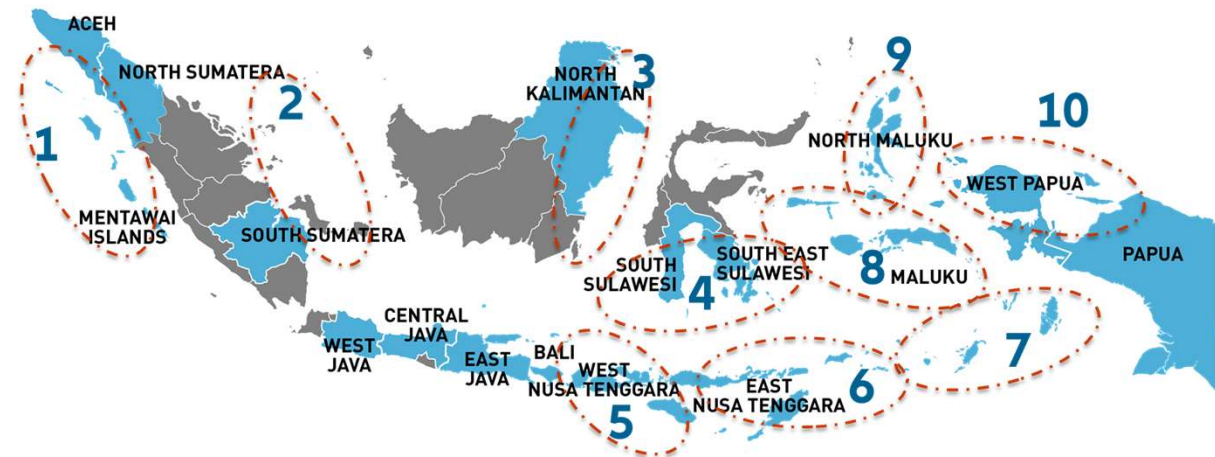 ACEH
NORTH SUMATERA
1
2
MENTAWAI
ISLANDS
SOUTH SUMATERA
NORTH
KALIMANTAN
3
SOUTH
SULAWESI
SOUTH EAST
SULAWESI
4
WEST
JAVA
CENTRAL
JAVA
EAST
JAVA
BALI
WEST
NUSA TENGGARA
5
EAST
NUSA TENGGARA
6
7
8
MALUKU
9
NORTH MALUKU
10
WEST PAPUA
PAPUA